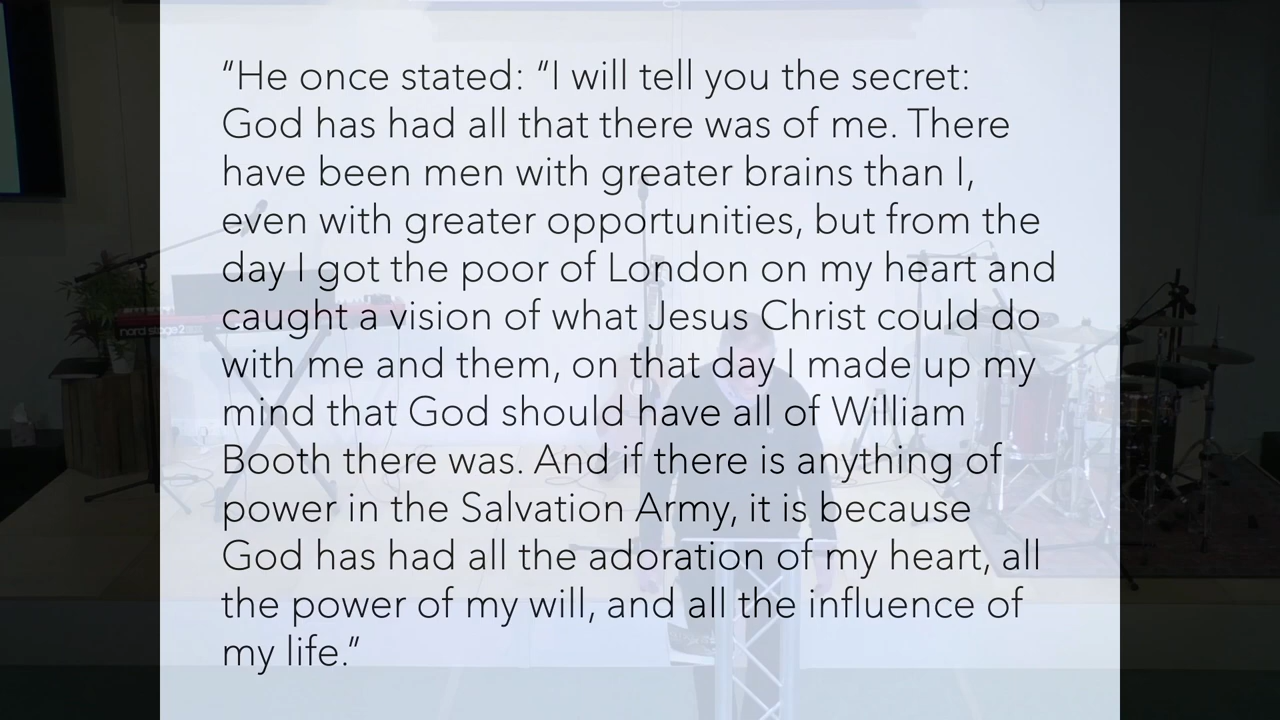 “He once stated: “I will tell you the secret:
God has had all that there was of me. There
have been men with greater brains than I,
even with greater opportunities, but from the
day I got the poor of London on my heart and
caught a vision of what Jesus Christ could do
with me and them, on that day I made up my
mind that God should have all of William
Booth there was. And if there is anything of
power in the Salvation Army, it is because
God has had all the adoration of my heart, all
the power of my will, and all the influence of
my life.”
nord stage 2